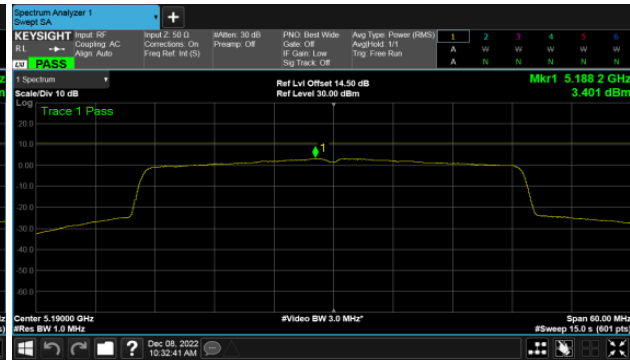 Spectrum Analyzer 1
Swept SA
+
KEYSIGHT Input: RF Input Z: 50 Ω #Atten: 30 dB PNO: Best Wide Avg Type: Power (RMS) 1 2 3 4 5 6
RL Coupling: AC Corrections: On Preamp: Off Gate: Off Avg|Hold: 1/1 A W W W W W
Align: Auto Freq Ref: Int (S) IF Gain: Low Trig: Free Run
LXI PASS Sig Track: Off A N N N N N
1 Spectrum Ref Lvl Offset 14.50 dB Mkr1 5.188 2 GHz
Scale/Div 10 dB Ref Level 30.00 dBm 3.401 dBm
Log
Trace 1 Pass
20.0
10.0
1
0.00
-10.0
-20.0
-30.0
-40.0
-50.0
-60.0
Center 5.19000 GHz #Video BW 3.0 MHz* Span 60.00 MHz
#Res BW 1.0 MHz #Sweep 15.0 s (601 pts)
? Dec 08, 2022
10:32:41 AM